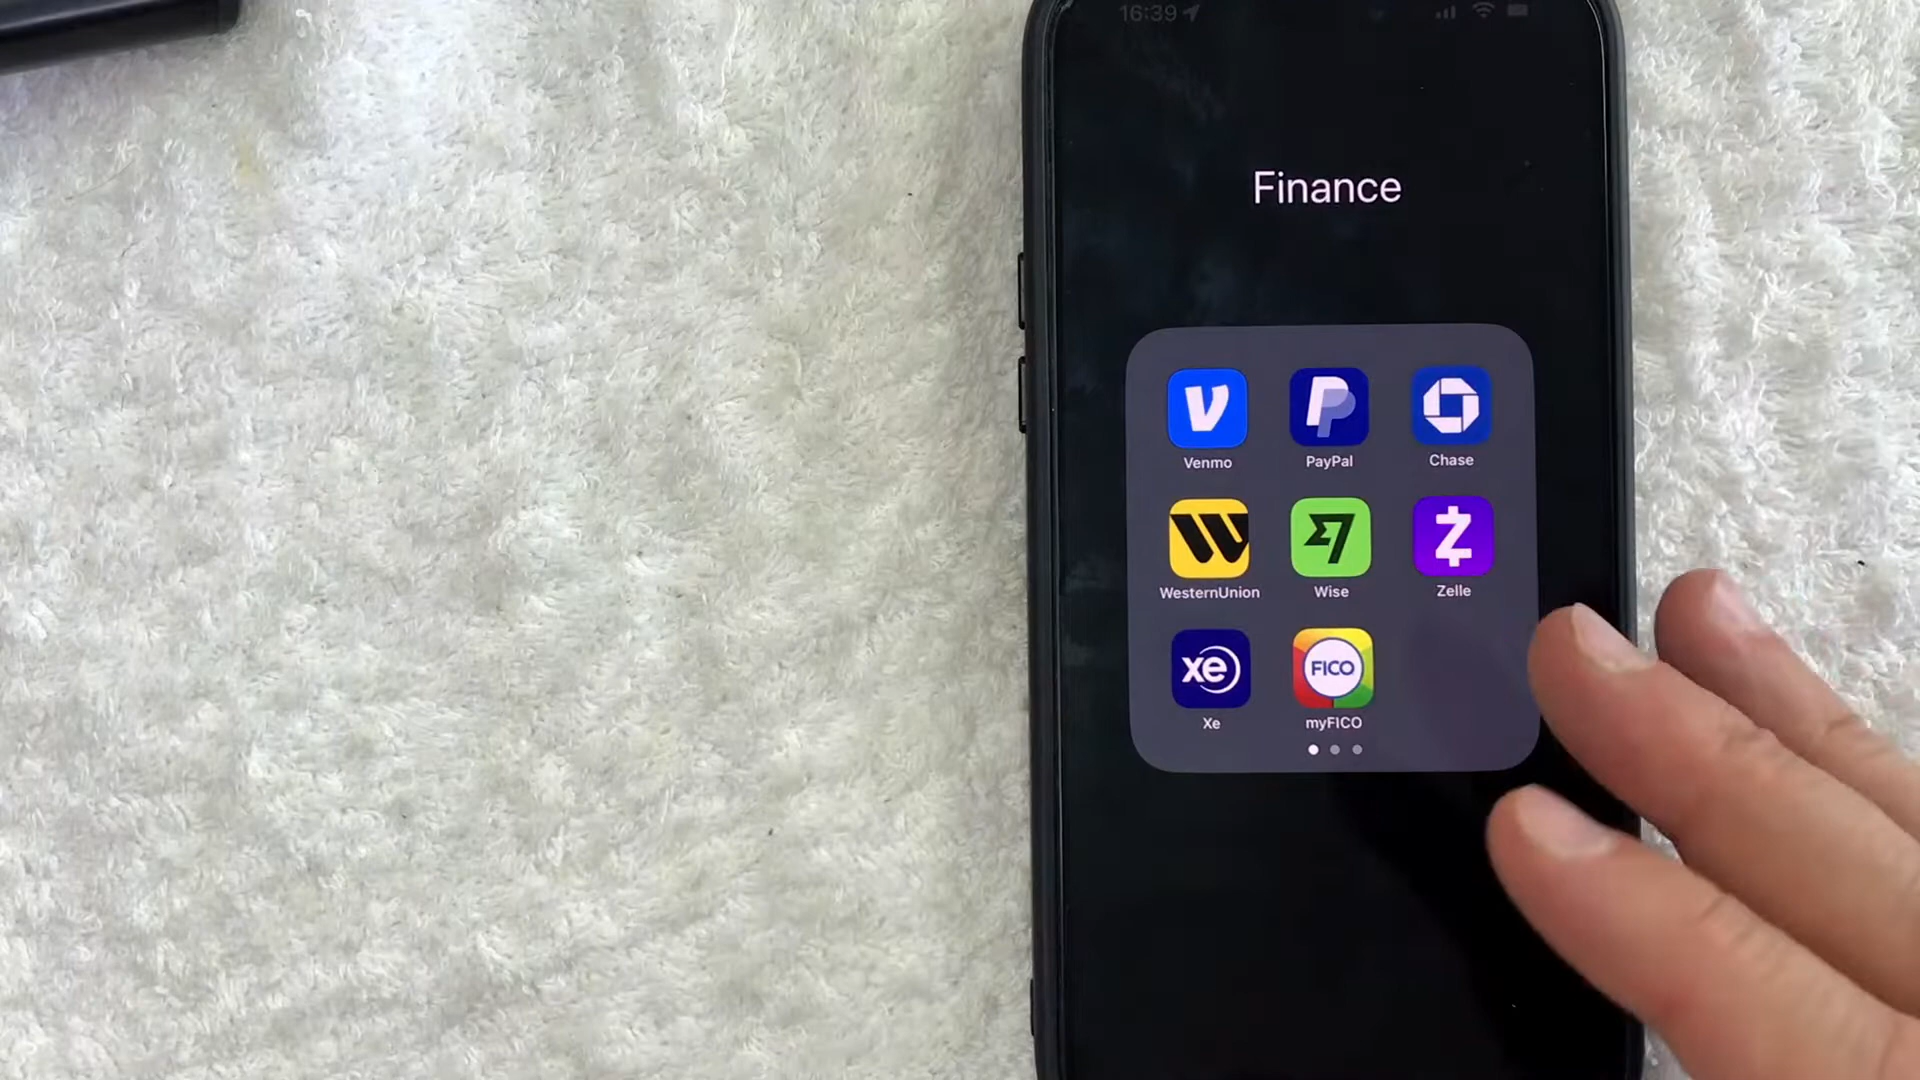 16:39
Finance
Venmo
PayPal
Chase
WesternUnion
Wise
Zelle
xe
FICO
Xe
myFICO